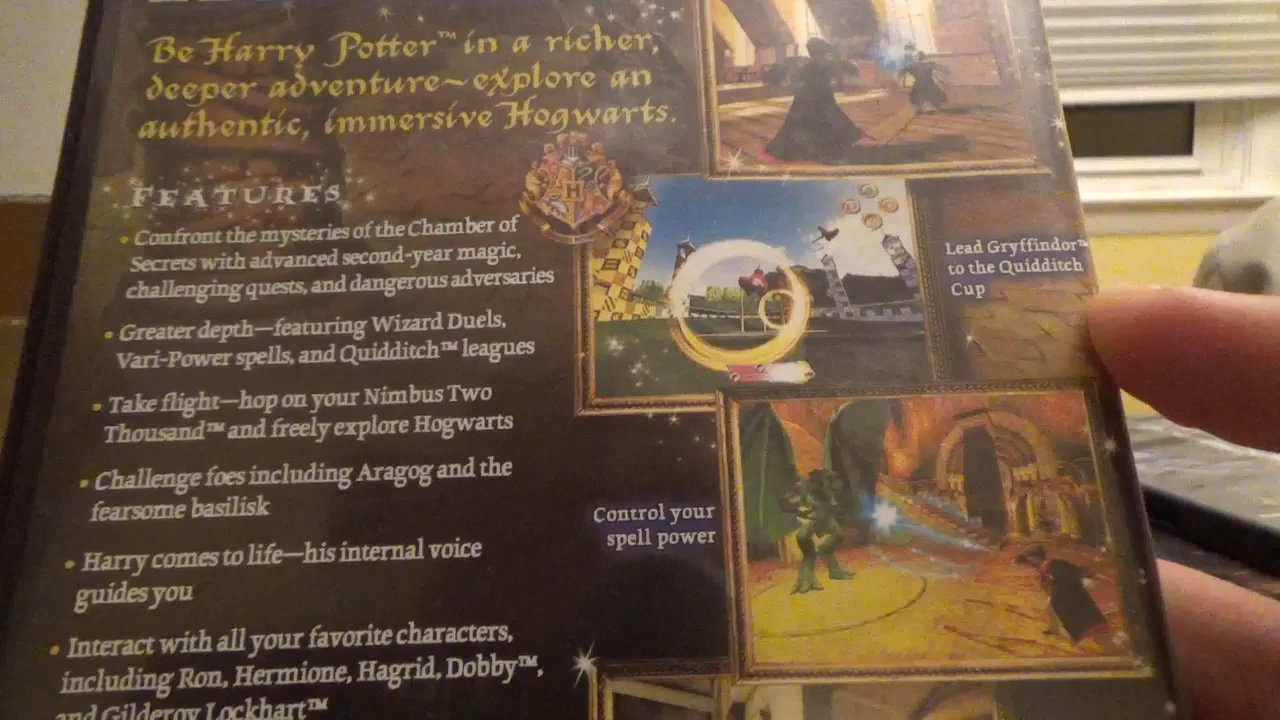 Be Harry Potter™ in a richer,
deeper adventure~explore an
authentic, immersive Hogwarts.
FEATURES
• Confront the mysteries of the Chamber of
Secrets with advanced second-year magic,
challenging quests, and dangerous adversaries
• Greater depth—featuring Wizard Duels,
Vari-Power spells, and Quidditch™ leagues
• Take flight—hop on your Nimbus Two
Thousand™ and freely explore Hogwarts
• Challenge foes including Aragog and the
fearsome basilisk
• Harry comes to life—his internal voice
guides you
• Interact with all your favorite characters,
including Ron, Hermione, Hagrid, Dobby™,
and Gilderoy Lockhart™
H
Lead Gryffindor™
to the Quidditch
Cup
Control your
spell power